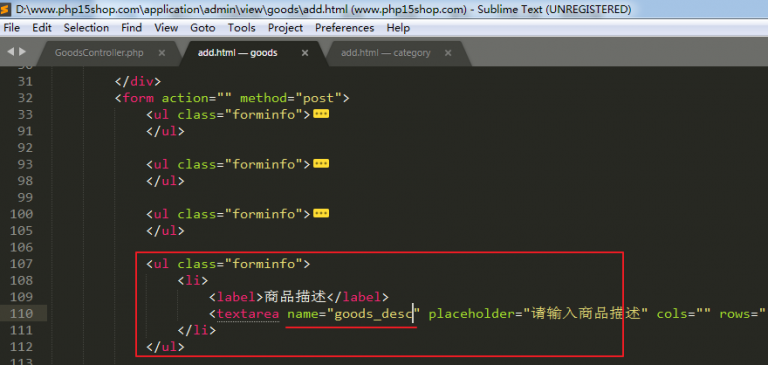 D:\www.php15shop.com\application\admin\view\goods\add.html (www.php15shop.com) - Sublime Text (UNREGISTERED)
File Edit Selection Find View Goto Tools Project Preferences Help
GoodsController.php add.html — goods add.html — category
31 </div>
32 <form action="" method="post">
33 <ul class="forminfo">
91 </ul>
92
93 <ul class="forminfo">
98 </ul>
99
100 <ul class="forminfo">
105 </ul>
106
107 <ul class="forminfo">
108 <li>
109 <label>商品描述</label>
110 <textarea name="goods_desc" placeholder="请输入商品描述" cols="" rows="
111 </li>
112 </ul>
113